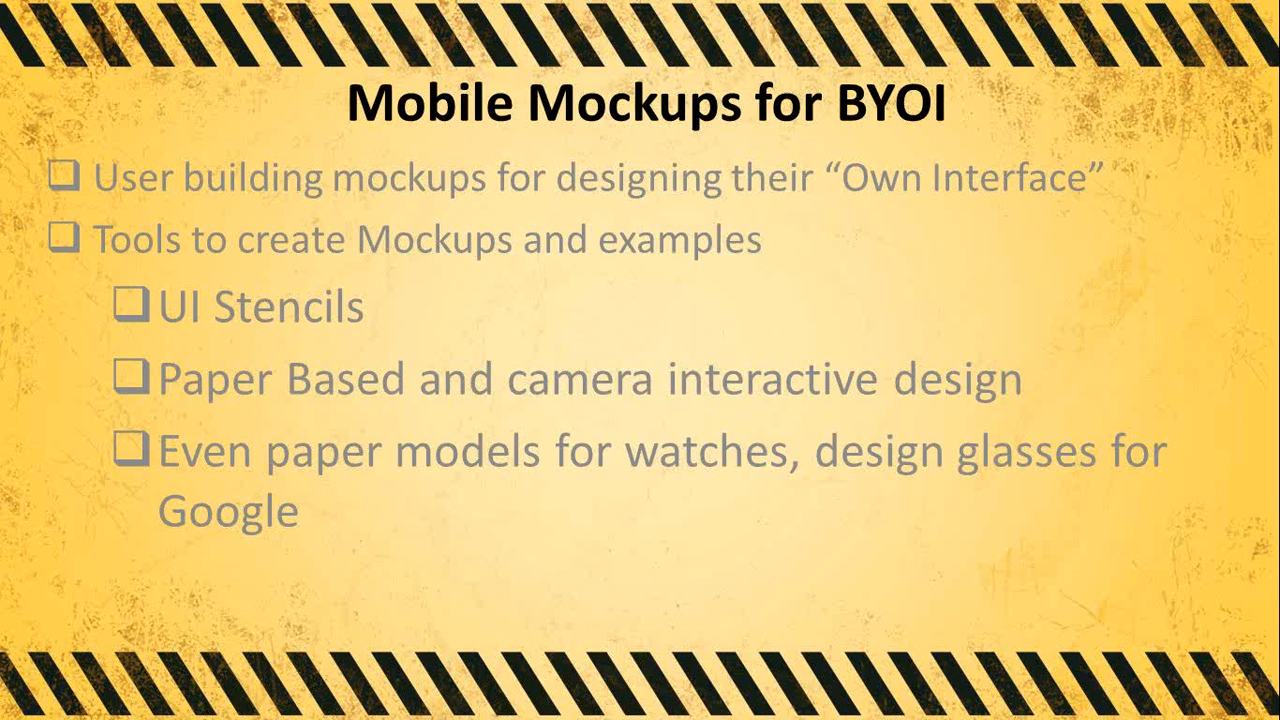 Mobile Mockups for BYOI
❑ User building mockups for designing their “Own Interface”
❑ Tools to create Mockups and examples
❑ UI Stencils
❑ Paper Based and camera interactive design
❑ Even paper models for watches, design glasses for
Google